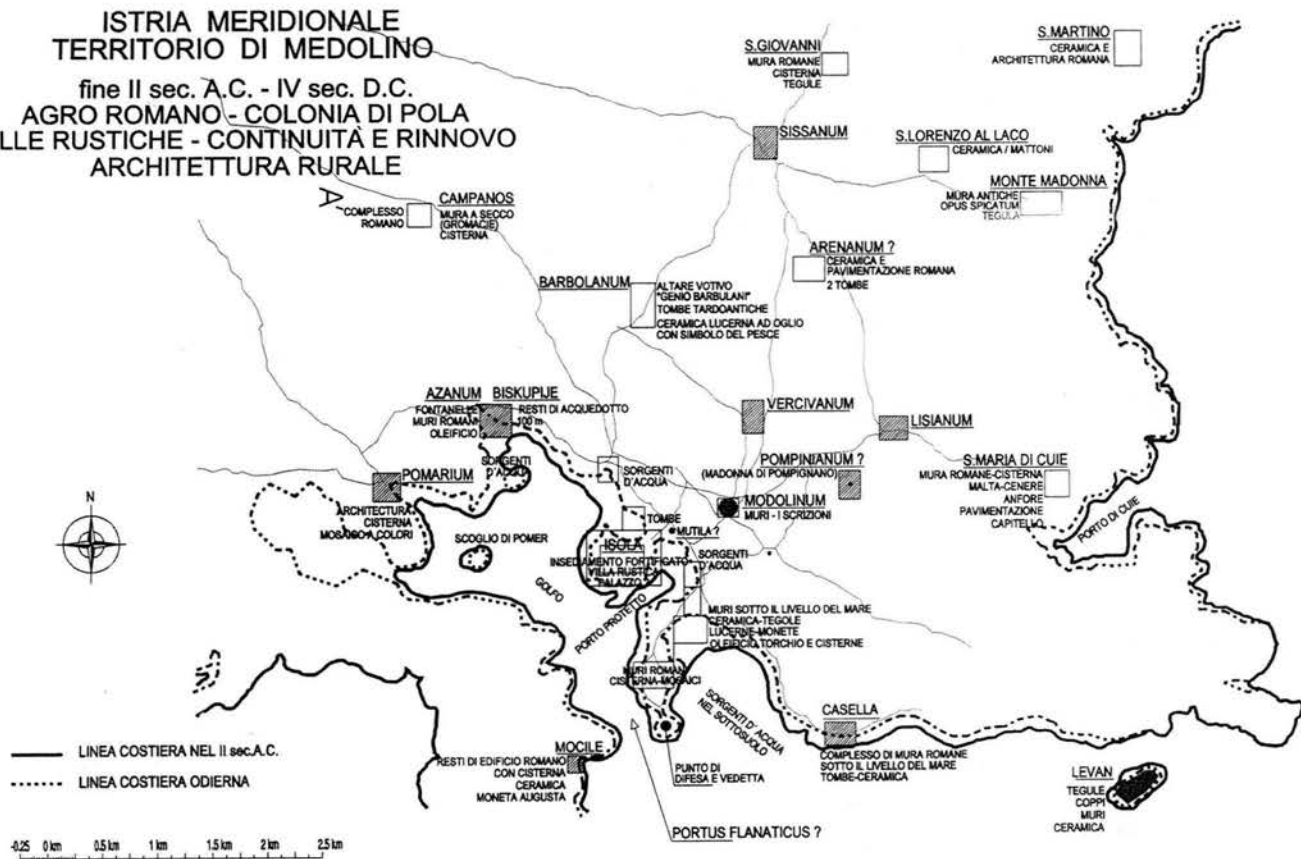 ISTRIA MERIDIONALE
TERRITORIO DI MEDOLINO
fine II sec. A.C. - IV sec. D.C.
AGRO ROMANO - COLONIA DI POLA
LLE RUSTICHE - CONTINUITÀ E RINNOVO
ARCHITETTURA RURALE
S.GIOVANNI
MURA ROMANE
CISTERNA
TEGULE
S.MARTINO
CERAMICA E
ARCHITETTURA ROMANA
SISSANUM
S.LORENZO AL LACO
CERAMICA / MATTONI
MONTE MADONNA
MURA ANTICHE
OPUS SPICATUM
TEGULA
A
COMPLESSO
ROMANO
CAMPANOS
MURA A SECCO
(GROMACIE)
CISTERNA
ARENANUM ?
CERAMICA E
PAVIMENTAZIONE ROMANA
2 TOMBE
BARBOLANUM
ALTARE VOTIVO
"GENIO BARBULANI"
TOMBE TARDOANTICHE
CERAMICA LUCERNA AD OGLIO
CON SIMBOLO DEL PESCE
AZANUM BISKUPIJE
FONTANELLE
MURI ROMANI
OLEIFICIO
RESTI DI ACQUEDOTTO
100 m
VERCIVANUM
LISIANUM
POMARIUM
ARCHITECTURA
CISTERNA
MOSAICO A COLORI
SORGENTI
D'ACQUA
SORGENTI
D'ACQUA
POMPINIANUM ?
(MADONNA DI POMPIGNANO)
S.MARIA DI CUIE
MURA ROMANE-CISTERNA
MALTA-CENERE
ANFORE
PAVIMENTAZIONE
CAPITELLO
MODOLINUM
MURI - I SCRIZIONI
TOMBE
MUTILA ?
PORTO DI CUIE
N
SCOGLIO DI POMER
ISOLA
INSEDIAMENTO FORTIFICATO
VILLA RUSTICA
PALAZZO
SORGENTI
D'ACQUA
GOLFO
PORTO PROTETTO
MURI SOTTO IL LIVELLO DEL MARE
CERAMICA-TEGOLE
LUCERNE-MONETE
OLEIFICIO, TORCHIO E CISTERNE
MURI ROMANI
CISTERNA-MOSAICI
SORGENTI D' ACQUA
NEL SOTTOSUOLO
CASELLA
COMPLESSO DI MURA ROMANE
SOTTO IL LIVELLO DEL MARE
TOMBE-CERAMICA
MOCILE
RESTI DI EDIFICIO ROMANO
CON CISTERNA
CERAMICA
MONETA AUGUSTA
PUNTO DI
DIFESA E VEDETTA
LEVAN
TEGULE
COPPI
MURI
CERAMICA
PORTUS FLANATICUS ?
LINEA COSTIERA NEL II sec.A.C.
LINEA COSTIERA ODIERNA
-0.25 0 km 0.5 km 1 km 1.5 km 2 km 2.5 km